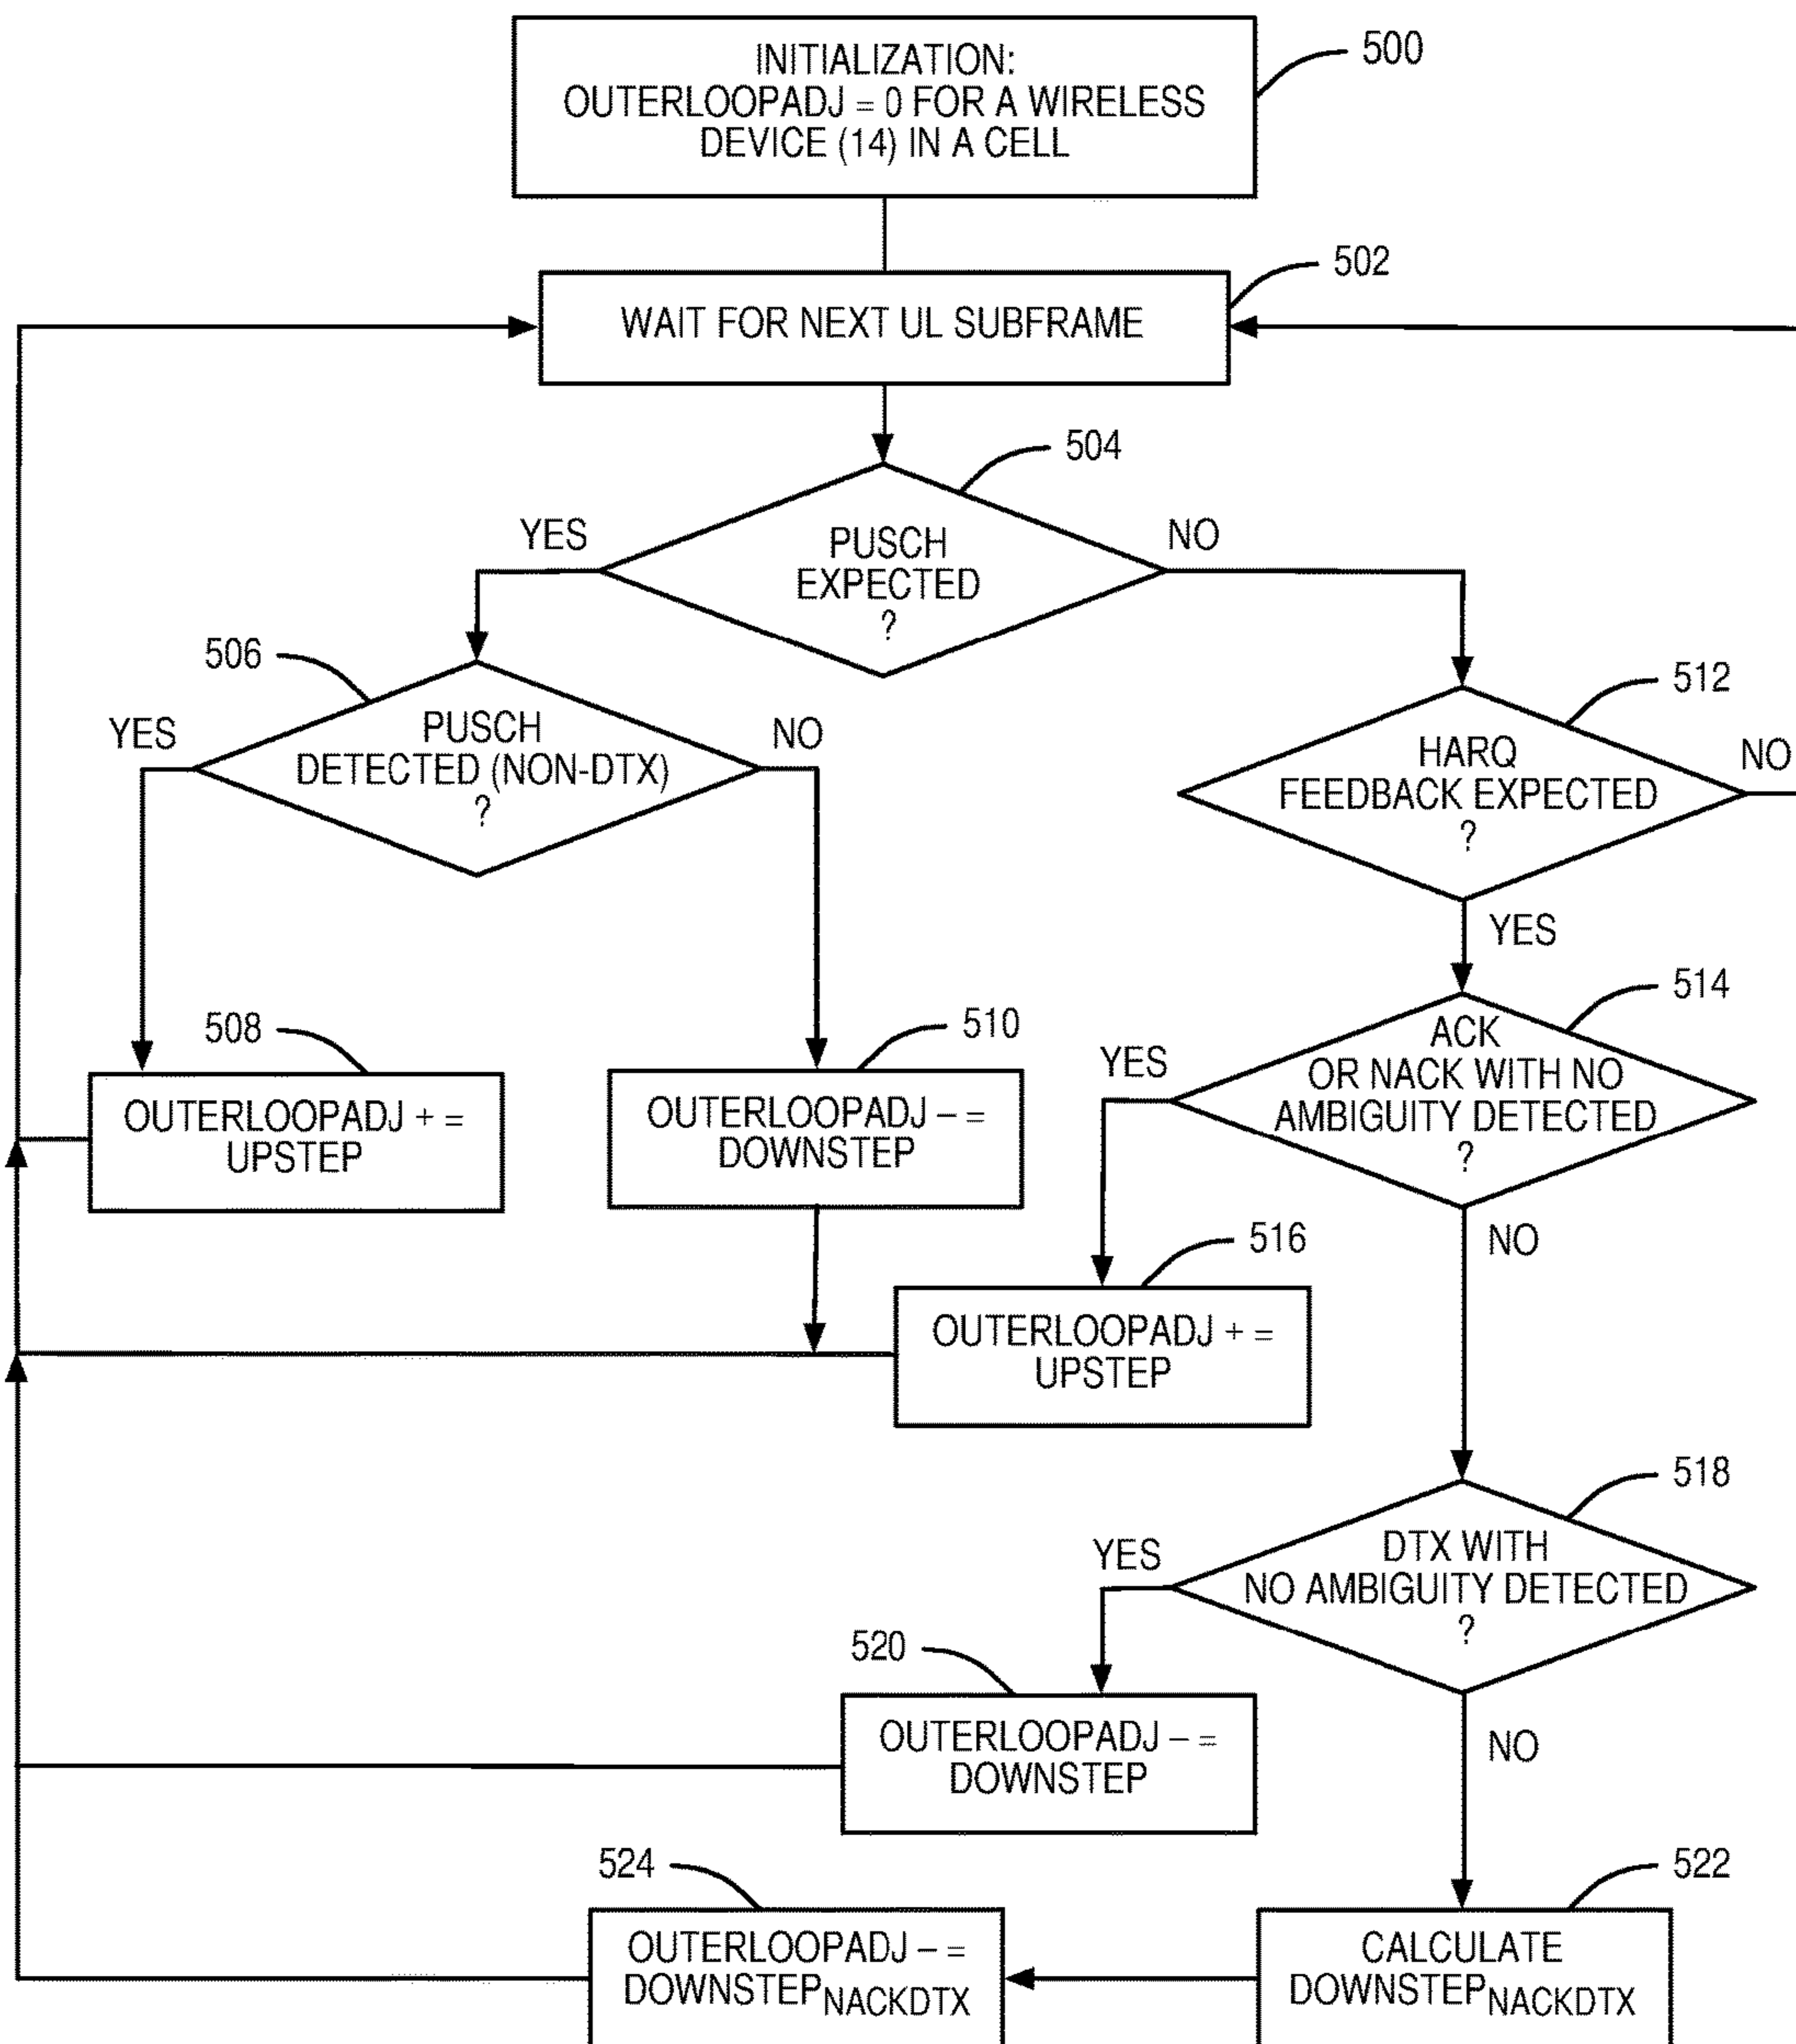 INITIALIZATION:
OUTERLOOPADJ = 0 FOR A WIRELESS
DEVICE (14) IN A CELL
500
WAIT FOR NEXT UL SUBFRAME
502
504
PUSCH
EXPECTED
?
YES
NO
506
PUSCH
DETECTED (NON-DTX)
?
YES
NO
512
HARQ
FEEDBACK EXPECTED
?
NO
YES
508
OUTERLOOPADJ + =
UPSTEP
510
OUTERLOOPADJ – =
DOWNSTEP
514
ACK
OR NACK WITH NO
AMBIGUITY DETECTED
?
YES
NO
516
OUTERLOOPADJ + =
UPSTEP
518
DTX WITH
NO AMBIGUITY DETECTED
?
YES
NO
520
OUTERLOOPADJ – =
DOWNSTEP
522
CALCULATE
DOWNSTEPNACKDTX
524
OUTERLOOPADJ – =
DOWNSTEPNACKDTX